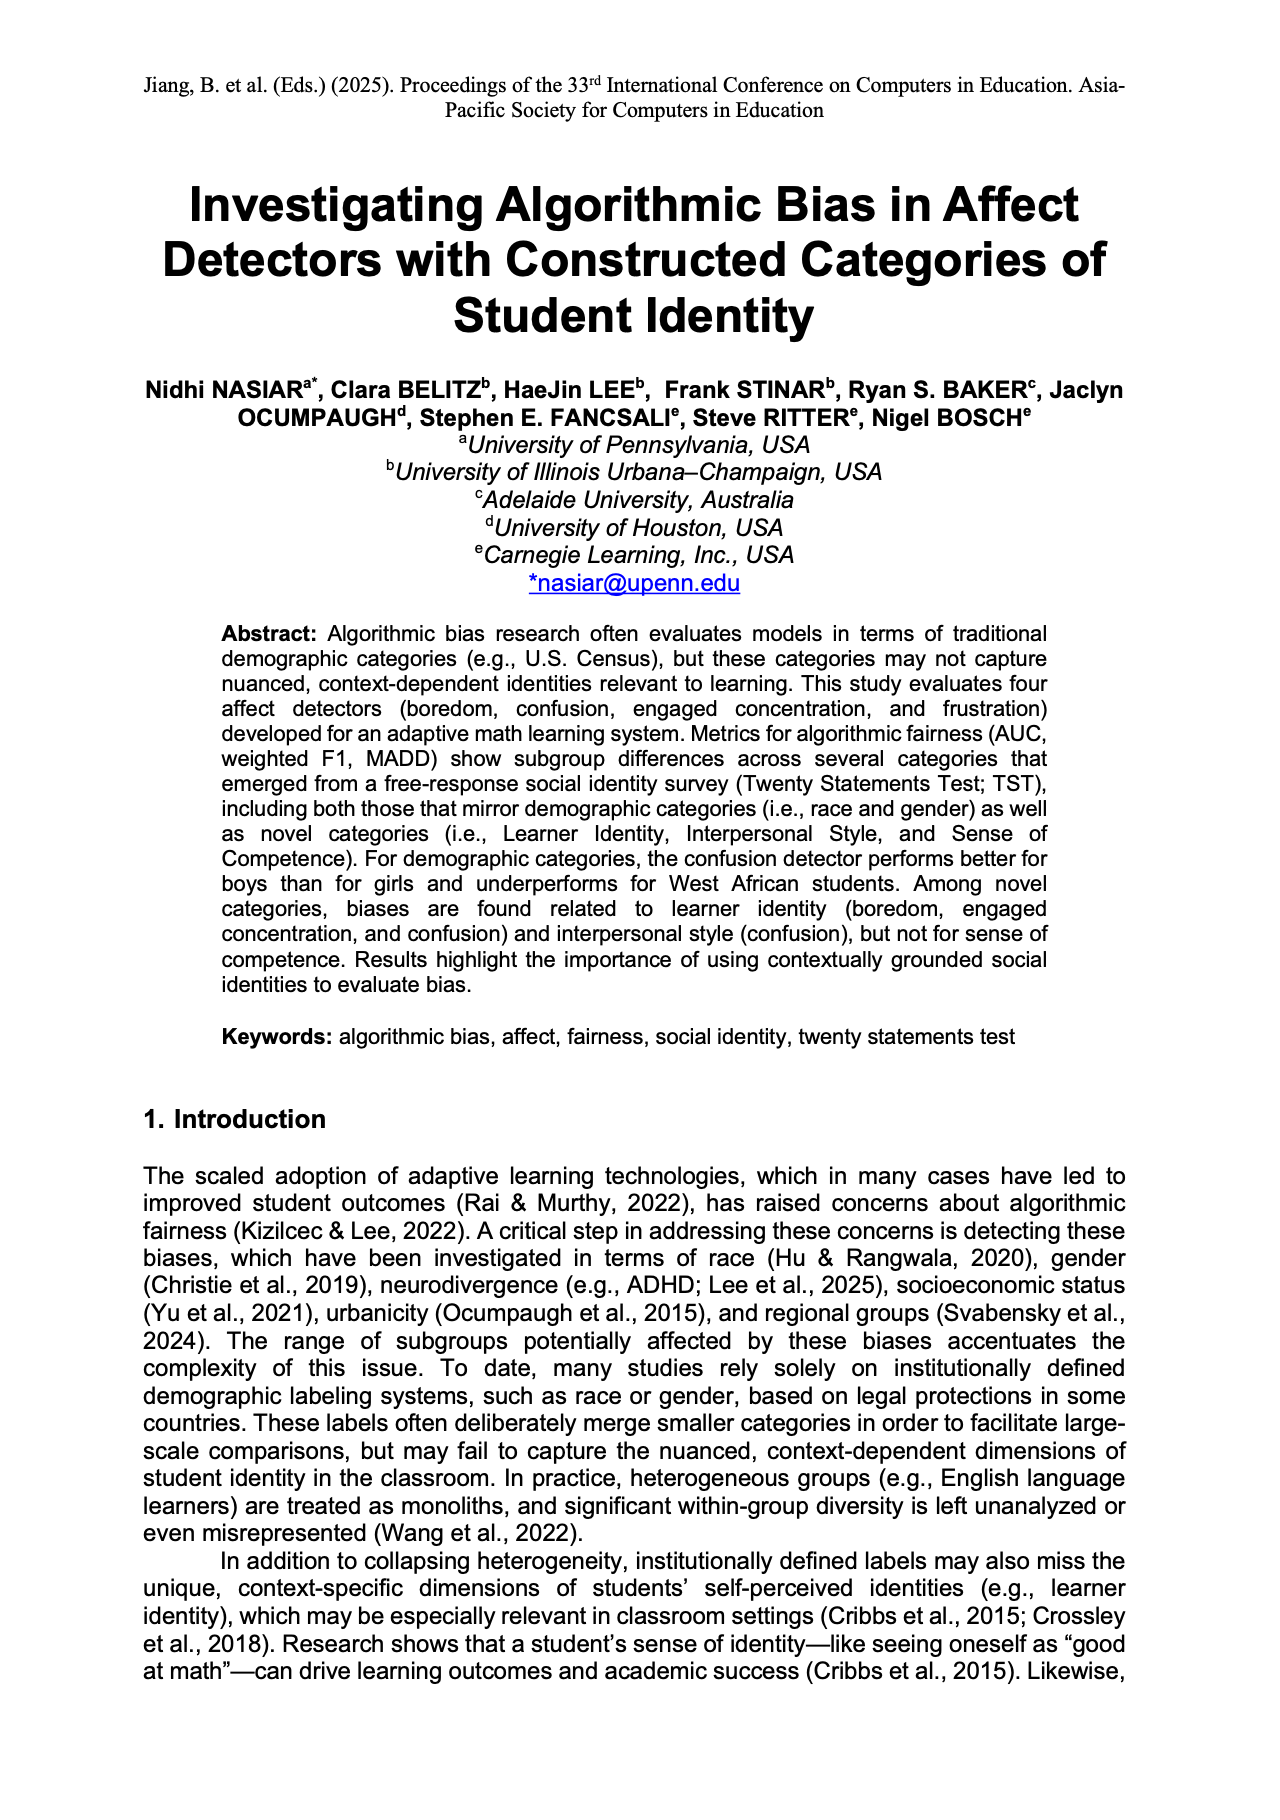 Jiang, B. et al. (Eds.) (2025). Proceedings of the 33rd International Conference on Computers in Education. Asia-
Pacific Society for Computers in Education
Investigating Algorithmic Bias in Affect
Detectors with Constructed Categories of
Student Identity
Nidhi NASIARa*, Clara BELITZb, HaeJin LEEb, Frank STINARb, Ryan S. BAKERc, Jaclyn
OCUMPAUGHd, Stephen E. FANCSALIe, Steve RITTERe, Nigel BOSCHe
aUniversity of Pennsylvania, USA
bUniversity of Illinois Urbana–Champaign, USA
cAdelaide University, Australia
dUniversity of Houston, USA
eCarnegie Learning, Inc., USA
*nasiar@upenn.edu
Abstract: Algorithmic bias research often evaluates models in terms of traditional
demographic categories (e.g., U.S. Census), but these categories may not capture
nuanced, context-dependent identities relevant to learning. This study evaluates four
affect detectors (boredom, confusion, engaged concentration, and frustration)
developed for an adaptive math learning system. Metrics for algorithmic fairness (AUC,
weighted F1, MADD) show subgroup differences across several categories that
emerged from a free-response social identity survey (Twenty Statements Test; TST),
including both those that mirror demographic categories (i.e., race and gender) as well
as novel categories (i.e., Learner Identity, Interpersonal Style, and Sense of
Competence). For demographic categories, the confusion detector performs better for
boys than for girls and underperforms for West African students. Among novel
categories, biases are found related to learner identity (boredom, engaged
concentration, and confusion) and interpersonal style (confusion), but not for sense of
competence. Results highlight the importance of using contextually grounded social
identities to evaluate bias.
Keywords: algorithmic bias, affect, fairness, social identity, twenty statements test
1. Introduction
The scaled adoption of adaptive learning technologies, which in many cases have led to
improved student outcomes (Rai & Murthy, 2022), has raised concerns about algorithmic
fairness (Kizilcec & Lee, 2022). A critical step in addressing these concerns is detecting these
biases, which have been investigated in terms of race (Hu & Rangwala, 2020), gender
(Christie et al., 2019), neurodivergence (e.g., ADHD; Lee et al., 2025), socioeconomic status
(Yu et al., 2021), urbanicity (Ocumpaugh et al., 2015), and regional groups (Svabensky et al.,
2024). The range of subgroups potentially affected by these biases accentuates the
complexity of this issue. To date, many studies rely solely on institutionally defined
demographic labeling systems, such as race or gender, based on legal protections in some
countries. These labels often deliberately merge smaller categories in order to facilitate large-
scale comparisons, but may fail to capture the nuanced, context-dependent dimensions of
student identity in the classroom. In practice, heterogeneous groups (e.g., English language
learners) are treated as monoliths, and significant within-group diversity is left unanalyzed or
even misrepresented (Wang et al., 2022).
In addition to collapsing heterogeneity, institutionally defined labels may also miss the
unique, context-specific dimensions of students’ self-perceived identities (e.g., learner
identity), which may be especially relevant in classroom settings (Cribbs et al., 2015; Crossley
et al., 2018). Research shows that a student’s sense of identity—like seeing oneself as “good
at math”—can drive learning outcomes and academic success (Cribbs et al., 2015). Likewise,